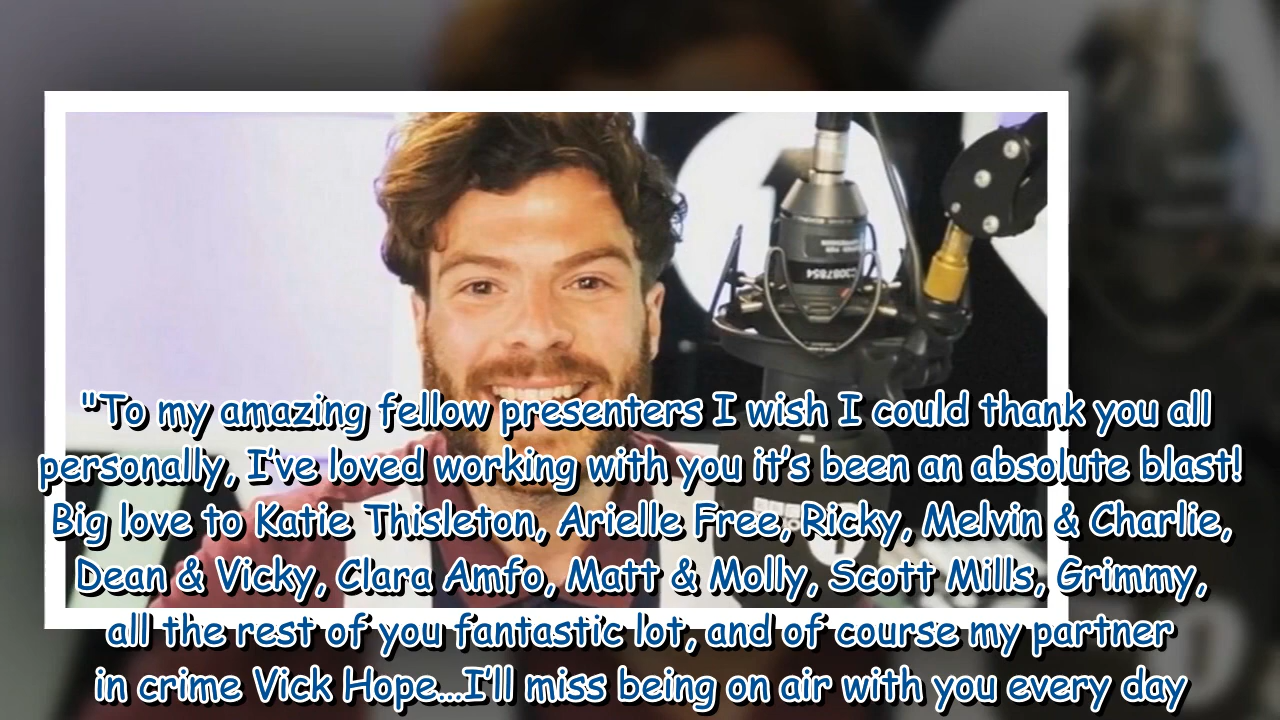 "To my amazing fellow presenters I wish I could thank you all
personally, I've loved working with you it's been an absolute blast!
Big love to Katie Thisleton, Arielle Free, Ricky, Melvin & Charlie,
Dean & Vicky, Clara Amfo, Matt & Molly, Scott Mills, Grimmy,
all the rest of you fantastic lot, and of course my partner
in crime Vick Hope...I'll miss being on air with you every day